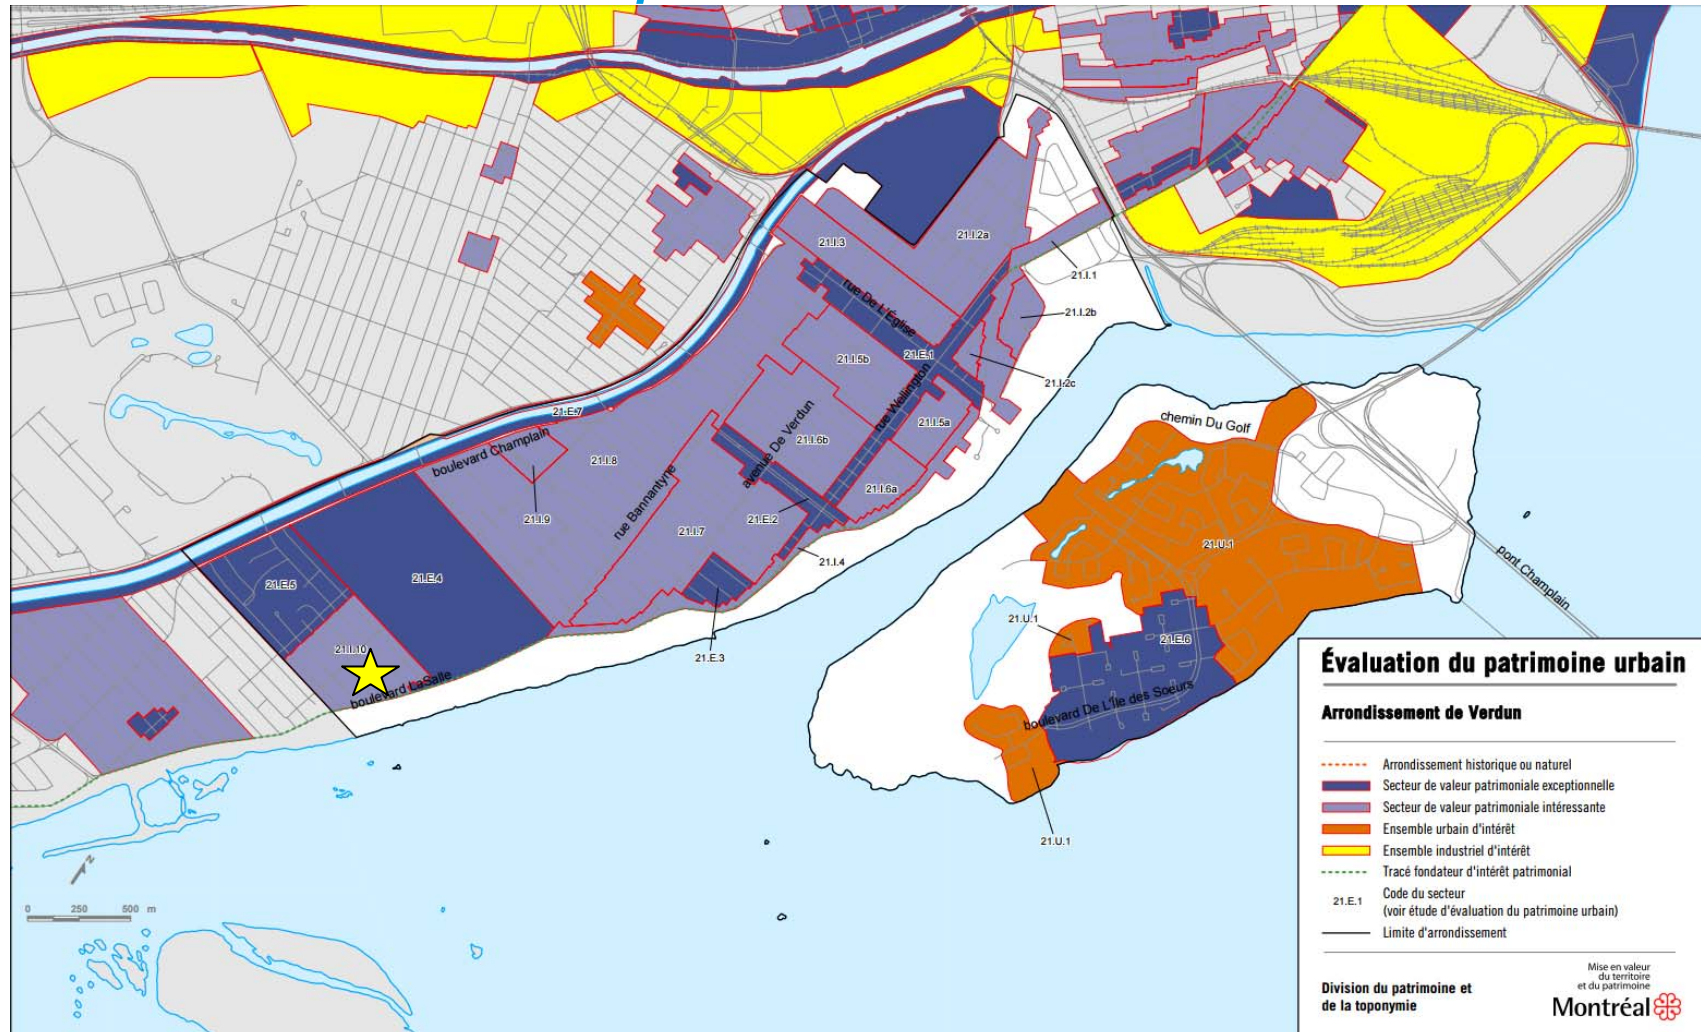 21.I.3
21.I.2a
21.I.1
rue De L'Église
21.I.2b
21.I.5b
21.E.1
21.I.2c
rue Wellington
21.E.7
avenue De Verdun
21.I.5a
chemin Du Golf
boulevard Champlain
21.I.8
21.I.6b
21.I.6a
21.I.9
rue Bannantyne
21.I.7
21.E.2
21.U.1
21.I.4
21.E.5
21.E.4
pont Champlain
21.U.1
21.E.6
21.I.10
21.E.3
boulevard LaSalle
boulevard De L'Île des Soeurs
21.U.1
N
0 250 500 m
Évaluation du patrimoine urbain
Arrondissement de Verdun
Arrondissement historique ou naturel
Secteur de valeur patrimoniale exceptionnelle
Secteur de valeur patrimoniale intéressante
Ensemble urbain d'intérêt
Ensemble industriel d'intérêt
Tracé fondateur d'intérêt patrimonial
21.E.1 Code du secteur
(voir étude d'évaluation du patrimoine urbain)
Limite d'arrondissement
Division du patrimoine et
de la toponymie
Mise en valeur
du territoire
et du patrimoine
Montréal